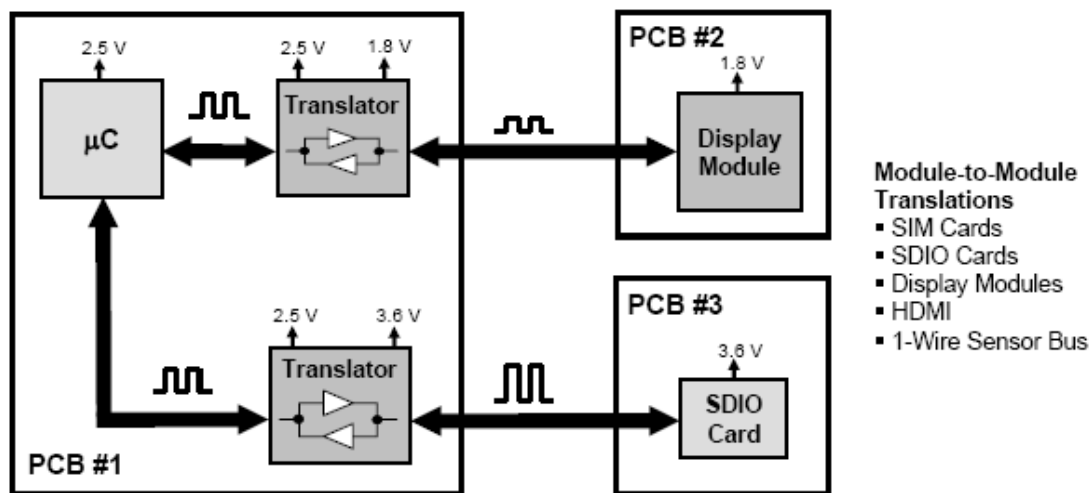 2.5 V
μC
2.5 V
1.8 V
Translator
PCB #2
1.8 V
Display
Module
2.5 V
3.6 V
Translator
PCB #1
PCB #3
3.6 V
SDIO
Card
Module-to-Module
Translations
▪ SIM Cards
▪ SDIO Cards
▪ Display Modules
▪ HDMI
▪ 1-Wire Sensor Bus